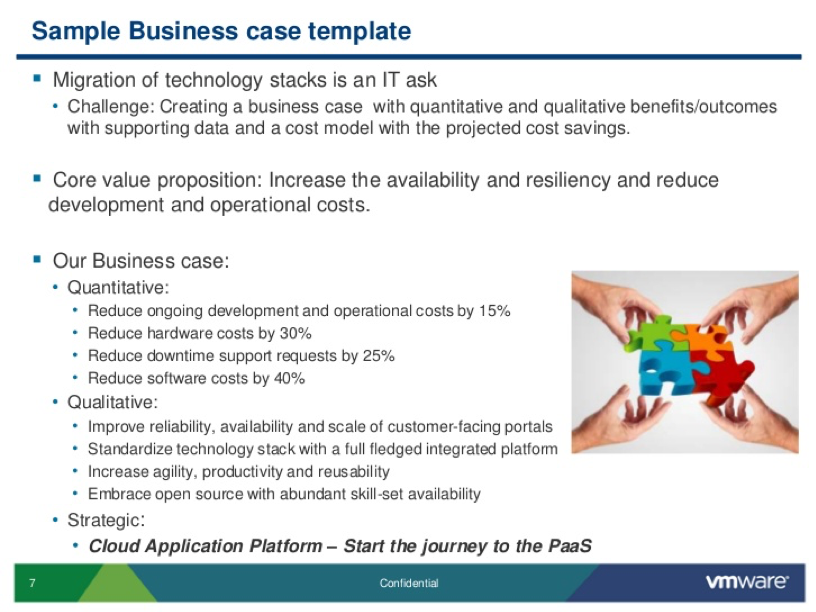 Sample Business case template
Migration of technology stacks is an IT ask
Challenge: Creating a business case with quantitative and qualitative benefits/outcomes
with supporting data and a cost model with the projected cost savings.
Core value proposition: Increase the availability and resiliency and reduce
development and operational costs.
Our Business case:
Quantitative:
Reduce ongoing development and operational costs by 15%
Reduce hardware costs by 30%
Reduce downtime support requests by 25%
Reduce software costs by 40%
Qualitative:
Improve reliability, availability and scale of customer-facing portals
Standardize technology stack with a full fledged integrated platform
Increase agility, productivity and reusability
Embrace open source with abundant skill-set availability
Strategic:
Cloud Application Platform – Start the journey to the PaaS
7
Confidential
vmware